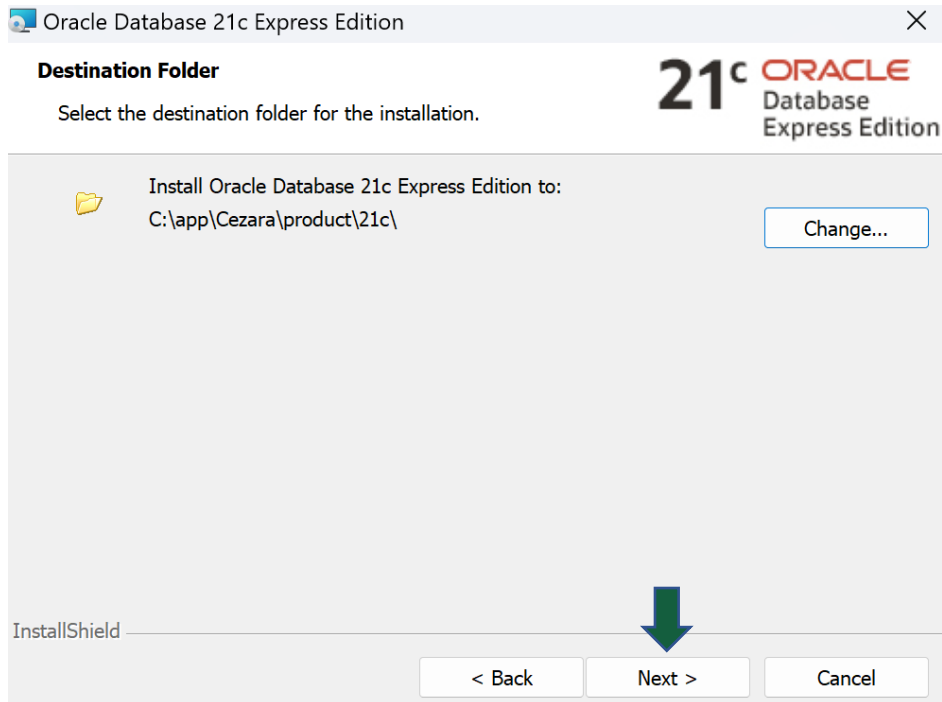 Oracle Database 21c Express Edition
Destination Folder
Select the destination folder for the installation.
21c ORACLE
Database
Express Edition
Install Oracle Database 21c Express Edition to:
C:\app\Cezara\product\21c\
Change...
InstallShield
< Back
Next >
Cancel